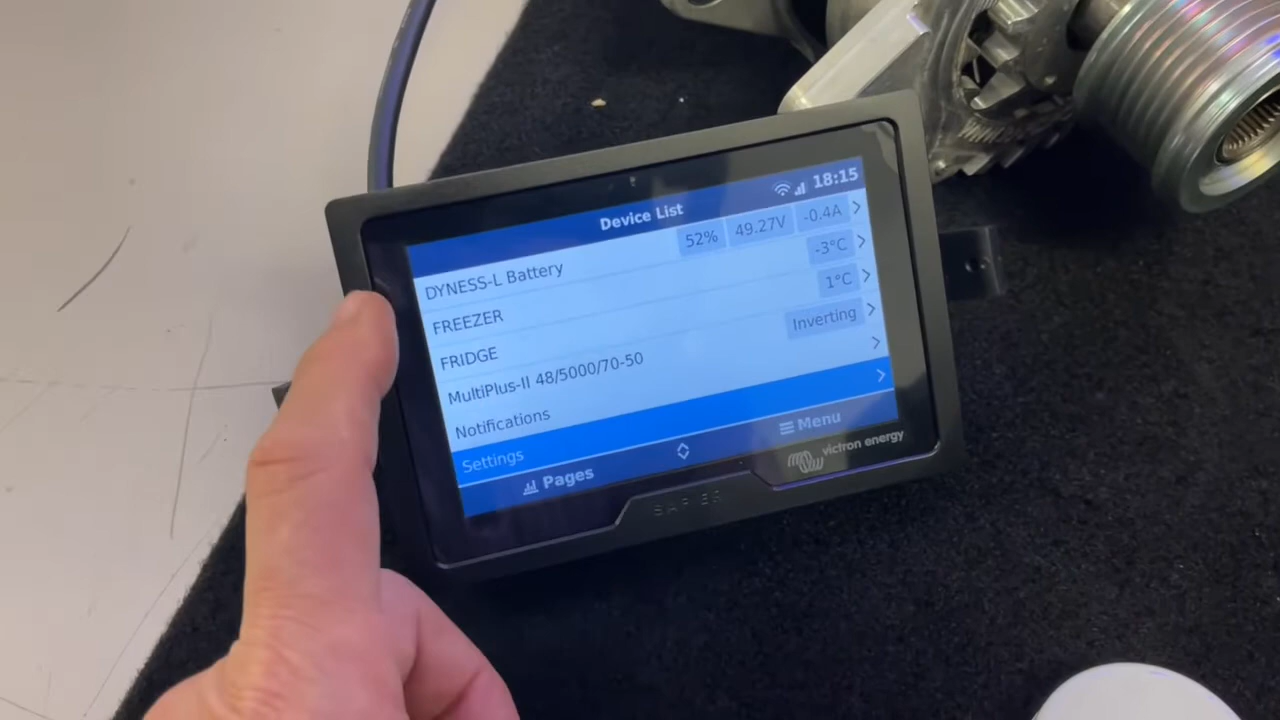 18:15
Device List
DYNESS-L Battery 52% 49.27V -0.4A
FREEZER -3°C
FRIDGE 1°C
MultiPlus-II 48/5000/70-50 Inverting
Notifications
Settings
Pages Menu
victron energy